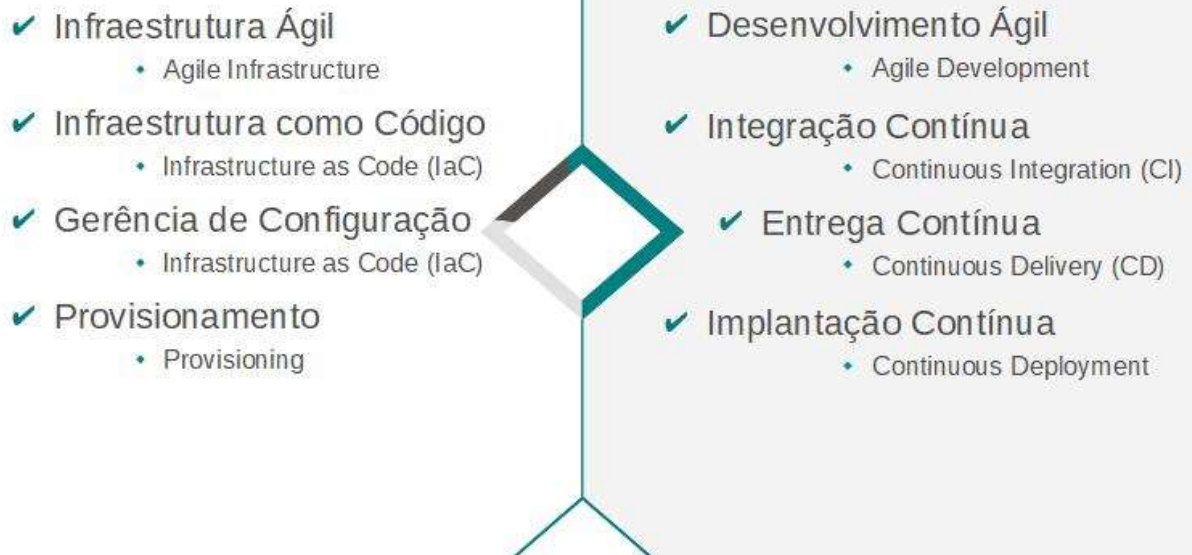 ✔ Infraestrutura Ágil
• Agile Infrastructure
✔ Infraestrutura como Código
• Infrastructure as Code (IaC)
✔ Gerência de Configuração
• Infrastructure as Code (IaC)
✔ Provisionamento
• Provisioning
✔ Desenvolvimento Ágil
• Agile Development
✔ Integração Contínua
• Continuous Integration (CI)
✔ Entrega Contínua
• Continuous Delivery (CD)
✔ Implantação Contínua
• Continuous Deployment